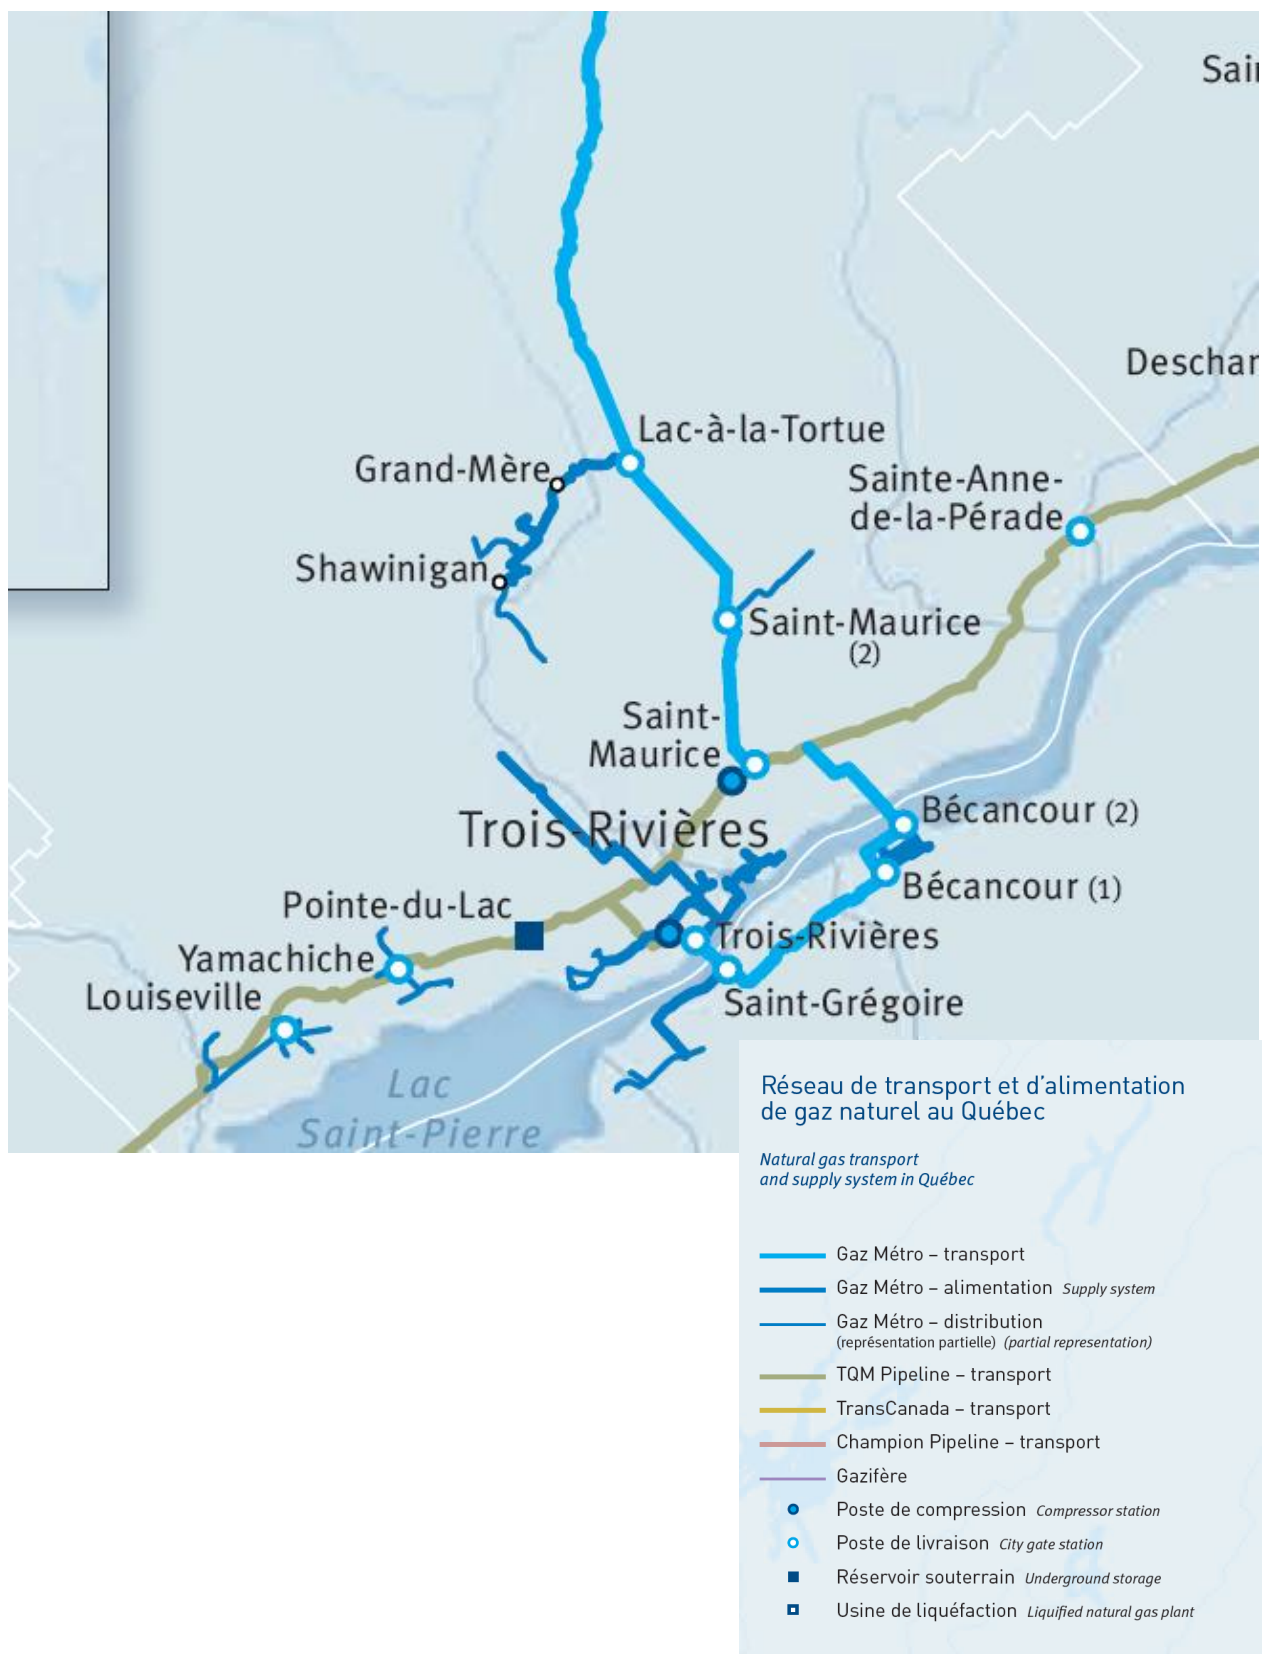 Sai
Deschar
Lac-à-la-Tortue
Grand-Mère
Sainte-Anne-
de-la-Pérade
Shawinigan
Saint-Maurice
(2)
Saint-
Maurice
Trois-Rivières
Bécancour (2)
Bécancour (1)
Pointe-du-Lac
Trois-Rivières
Yamachiche
Louiseville
Saint-Grégoire
Lac
Saint-Pierre
Réseau de transport et d’alimentation
de gaz naturel au Québec
Natural gas transport
and supply system in Québec
Gaz Métro – transport
Gaz Métro – alimentation Supply system
Gaz Métro – distribution
(représentation partielle) (partial representation)
TQM Pipeline – transport
TransCanada – transport
Champion Pipeline – transport
Gazifère
Poste de compression Compressor station
Poste de livraison City gate station
Réservoir souterrain Underground storage
Usine de liquéfaction Liquified natural gas plant